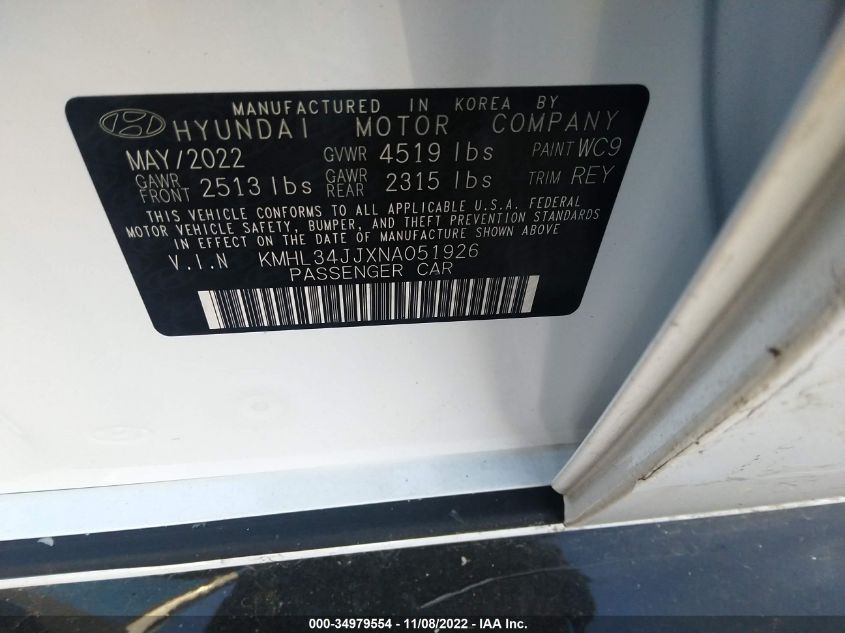 MANUFACTURED IN KOREA BY
HYUNDAI MOTOR COMPANY
MAY/2022 GVWR 4519 lbs PAINT WC9
GAWR FRONT 2513 lbs GAWR REAR 2315 lbs TRIM REY
THIS VEHICLE CONFORMS TO ALL APPLICABLE U.S.A. FEDERAL
MOTOR VEHICLE SAFETY, BUMPER, AND THEFT PREVENTION STANDARDS
IN EFFECT ON THE DATE OF MANUFACTURE SHOWN ABOVE
V.I.N KMHL34JJXNA051926
PASSENGER CAR
000-34979554 - 11/08/2022 - IAA Inc.